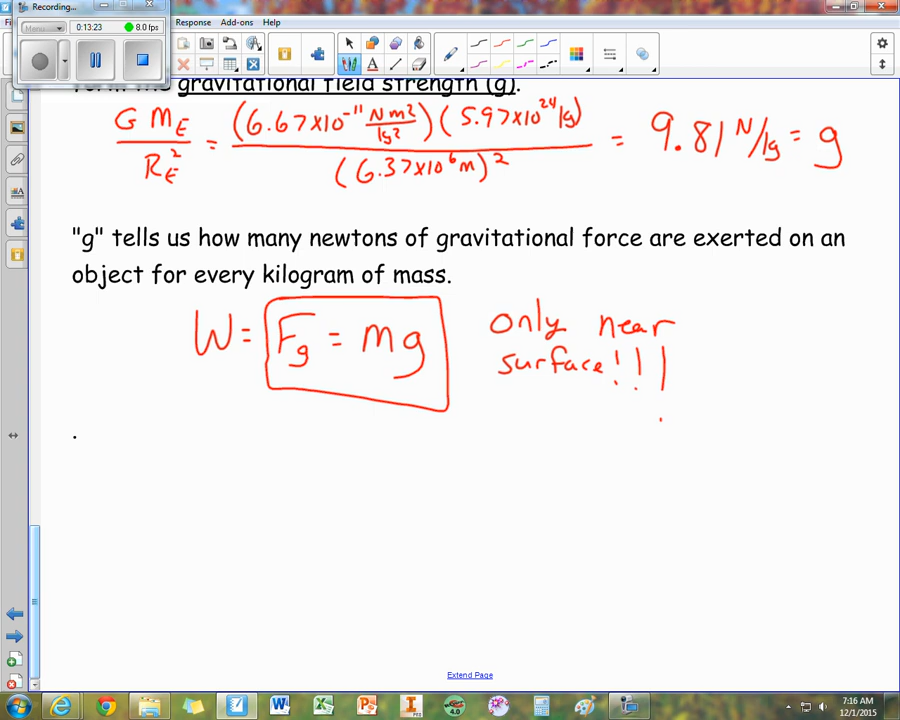 Recording...
0:13:23
8.0 fps
Menu
Response Add-ons Help
gravitational field strength (g).
G M_E / R_E^2 = (6.67x10^-11 Nm^2/kg^2)(5.97x10^24 kg) / (6.37x10^6 m)^2 = 9.81 N/kg = g
"g" tells us how many newtons of gravitational force are exerted on an
object for every kilogram of mass.
W = F_g = mg
only near
surface!!!
.
Extend Page
7:16 AM
12/1/2015